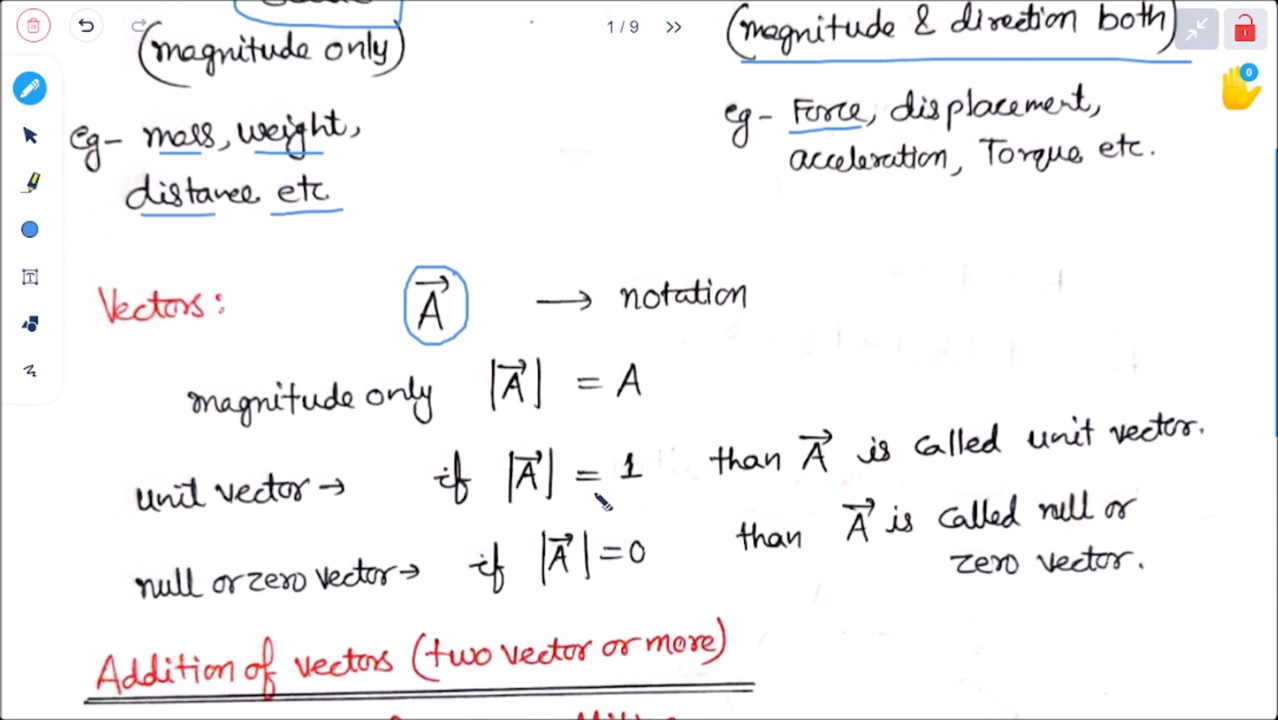 1 / 9 >>
0
(magnitude only)
(magnitude & direction both)
eg- mass, weight,
distance etc
eg- Force, displacement,
acceleration, Torque etc.
Vectors: A⃗ → notation
magnitude only |A⃗| = A
unit vector → if |A⃗| = 1 than A⃗ is called unit vector.
null or zero vector → if |A⃗| = 0 than A⃗ is called null or
zero vector.
Addition of vectors (two vector or more)